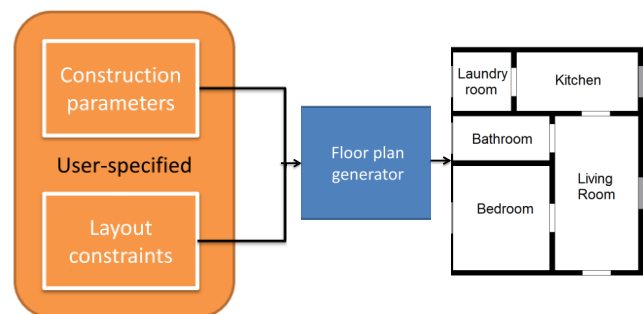 Construction
parameters
User-specified
Layout
constraints
Floor plan
generator
Laundry
room
Kitchen
Bathroom
Living
Room
Bedroom